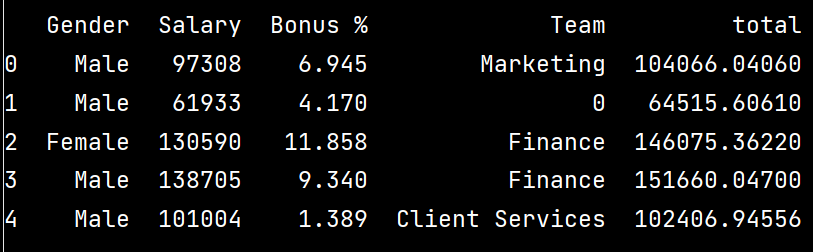 Gender Salary Bonus % Team total
0 Male 97308 6.945 Marketing 104066.04060
1 Male 61933 4.170 0 64515.60610
2 Female 130590 11.858 Finance 146075.36220
3 Male 138705 9.340 Finance 151660.04700
4 Male 101004 1.389 Client Services 102406.94556